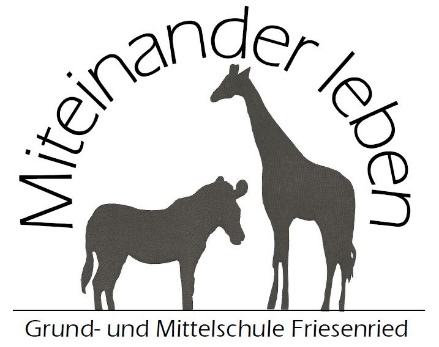 Miteinander leben
Grund- und Mittelschule Friesenried